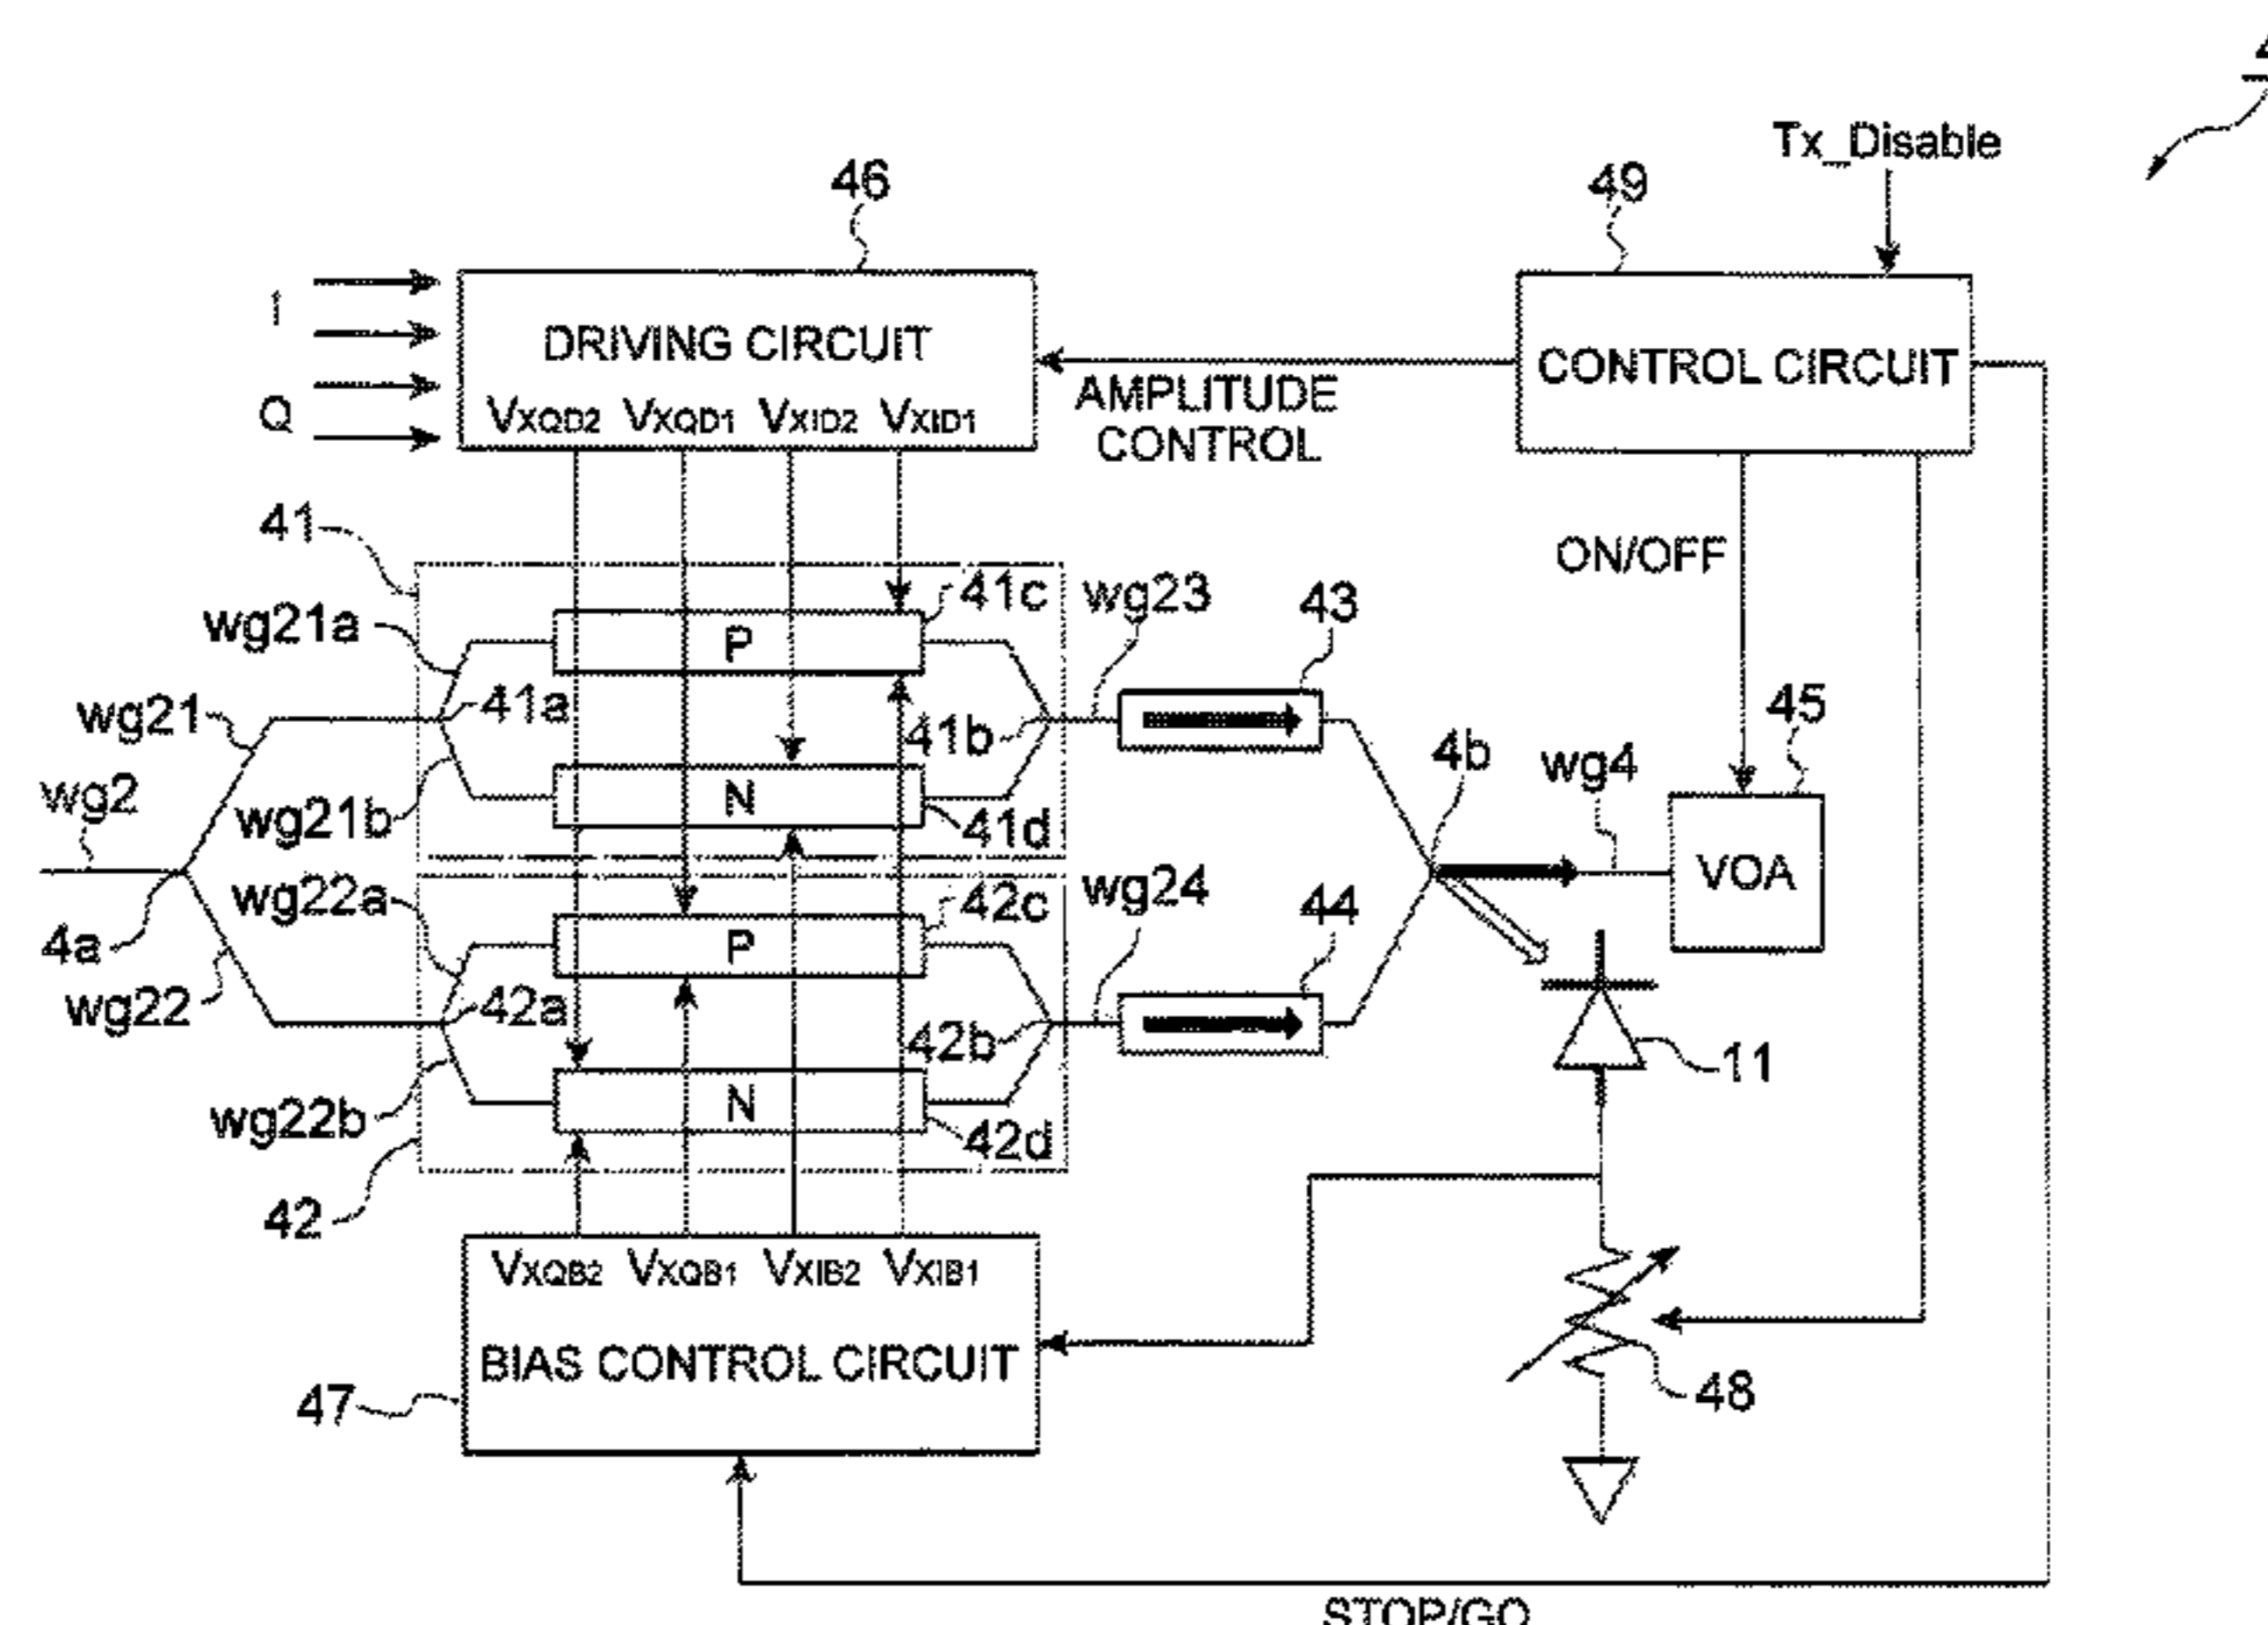 4
Tx_Disable
46
49
I
DRIVING CIRCUIT
CONTROL CIRCUIT
Q
VXQD2 VXQD1 VXID2 VXID1
AMPLITUDE
CONTROL
41
ON/OFF
41c
wg23
43
wg21a
P
wg21
41a
41b
45
4b
wg4
wg2
wg21b
N
41d
VOA
wg22a
42c
wg24
44
4a
P
wg22
42a
42b
11
wg22b
N
42d
42
VXQB2 VXQB1 VXIB2 VXIB1
BIAS CONTROL CIRCUIT
47
48
STOP/GO